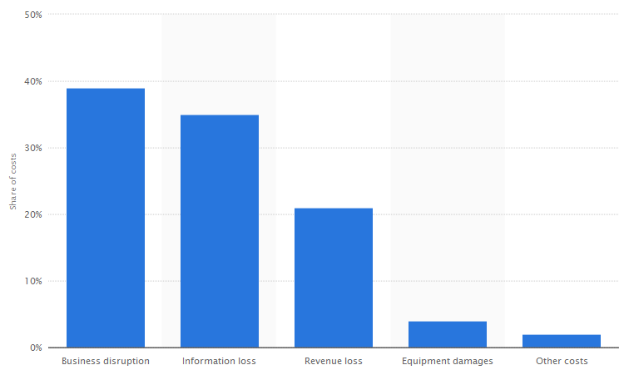 50%
40%
30%
20%
10%
0%
Share of costs
Business disruption
Information loss
Revenue loss
Equipment damages
Other costs